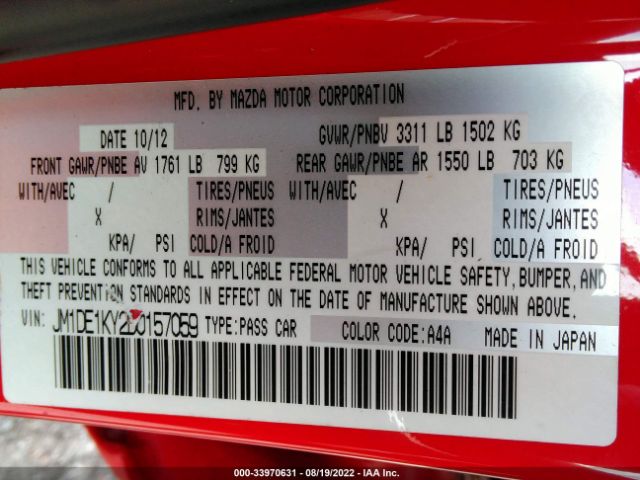 MFD. BY MAZDA MOTOR CORPORATION
DATE 10/12 GVWR/PNBV 3311 LB 1502 KG
FRONT GAWR/PNBE AV 1761 LB 799 KG REAR GAWR/PNBE AR 1550 LB 703 KG
WITH/AVEC / TIRES/PNEUS WITH/AVEC / TIRES/PNEUS
X RIMS/JANTES X RIMS/JANTES
KPA/ PSI COLD/A FROID KPA/ PSI COLD/A FROID
THIS VEHICLE CONFORMS TO ALL APPLICABLE FEDERAL MOTOR VEHICLE SAFETY, BUMPER, AND
THEFT PREVENTION STANDARDS IN EFFECT ON THE DATE OF MANUFACTURE SHOWN ABOVE.
VIN: JM1DE1KY2D0157059 TYPE: PASS CAR COLOR CODE: A4A MADE IN JAPAN
000-33970631 - 08/19/2022 - IAA Inc.